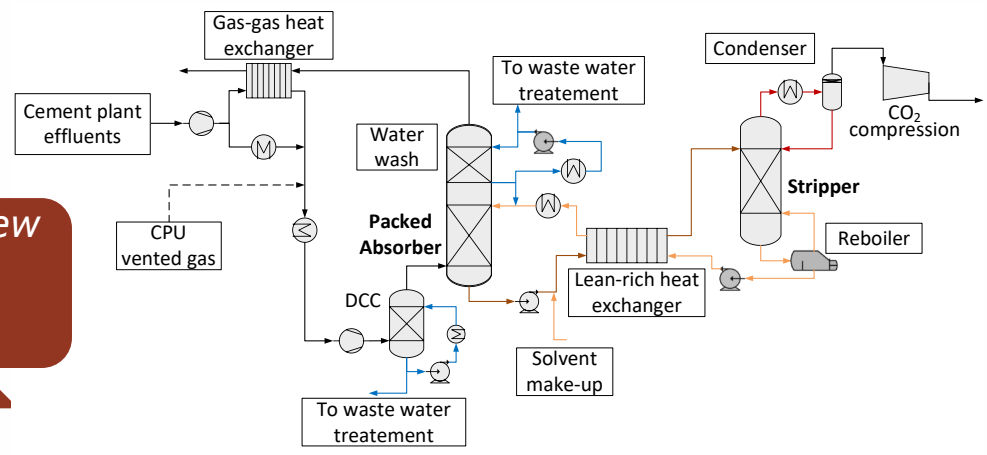 Gas-gas heat
exchanger
Cement plant
effluents
CPU
vented gas
ew
DCC
To waste water
treatement
Packed
Absorber
Water
wash
To waste water
treatement
Solvent
make-up
Lean-rich heat
exchanger
Condenser
Stripper
Reboiler
CO₂
compression